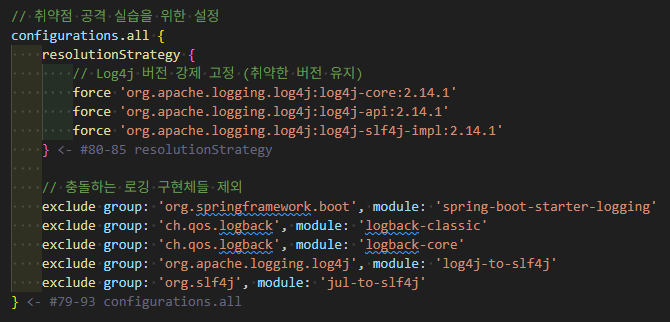 // 취약점 공격 실습을 위한 설정
configurations.all {
    resolutionStrategy {
        // Log4j 버전 강제 고정 (취약한 버전 유지)
        force 'org.apache.logging.log4j:log4j-core:2.14.1'
        force 'org.apache.logging.log4j:log4j-api:2.14.1'
        force 'org.apache.logging.log4j:log4j-slf4j-impl:2.14.1'
    } <- #80-85 resolutionStrategy

    // 충돌하는 로깅 구현체들 제외
    exclude group: 'org.springframework.boot', module: 'spring-boot-starter-logging'
    exclude group: 'ch.qos.logback', module: 'logback-classic'
    exclude group: 'ch.qos.logback', module: 'logback-core'
    exclude group: 'org.apache.logging.log4j', module: 'log4j-to-slf4j'
    exclude group: 'org.slf4j', module: 'jul-to-slf4j'
} <- #79-93 configurations.all